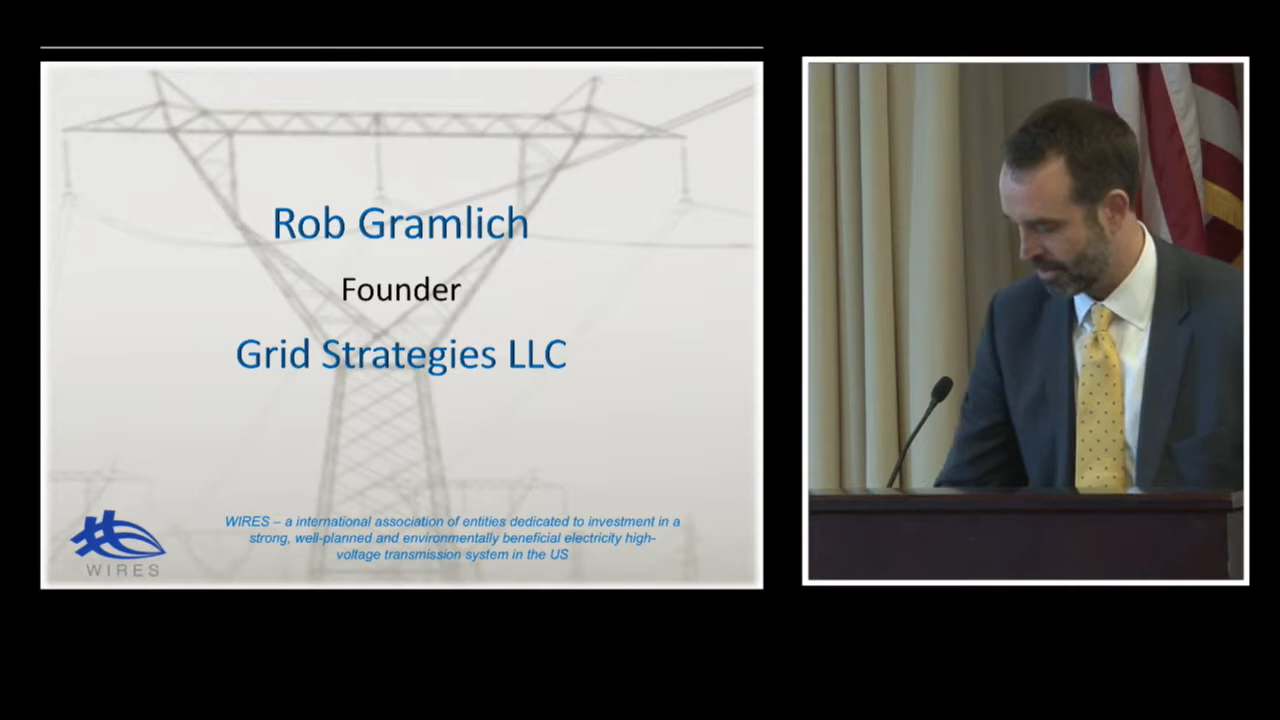 Rob Gramlich
Founder
Grid Strategies LLC
WIRES – a international association of entities dedicated to investment in a
strong, well-planned and environmentally beneficial electricity high-
voltage transmission system in the US
WIRES